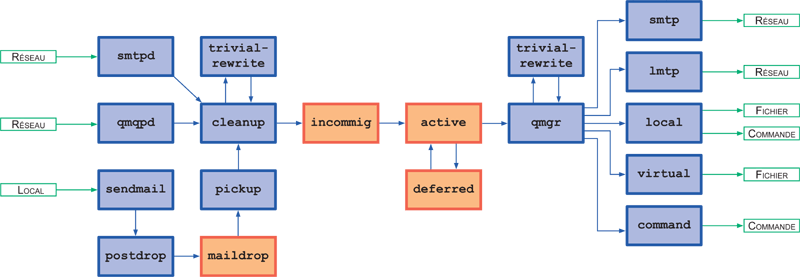 RÉSEAU
smtpd
trivial-
rewrite
trivial-
rewrite
smtp
RÉSEAU
lmtp
RÉSEAU
RÉSEAU
qmqpd
cleanup
incommig
active
qmgr
local
FICHIER
COMMANDE
LOCAL
sendmail
pickup
deferred
virtual
FICHIER
postdrop
maildrop
command
COMMANDE